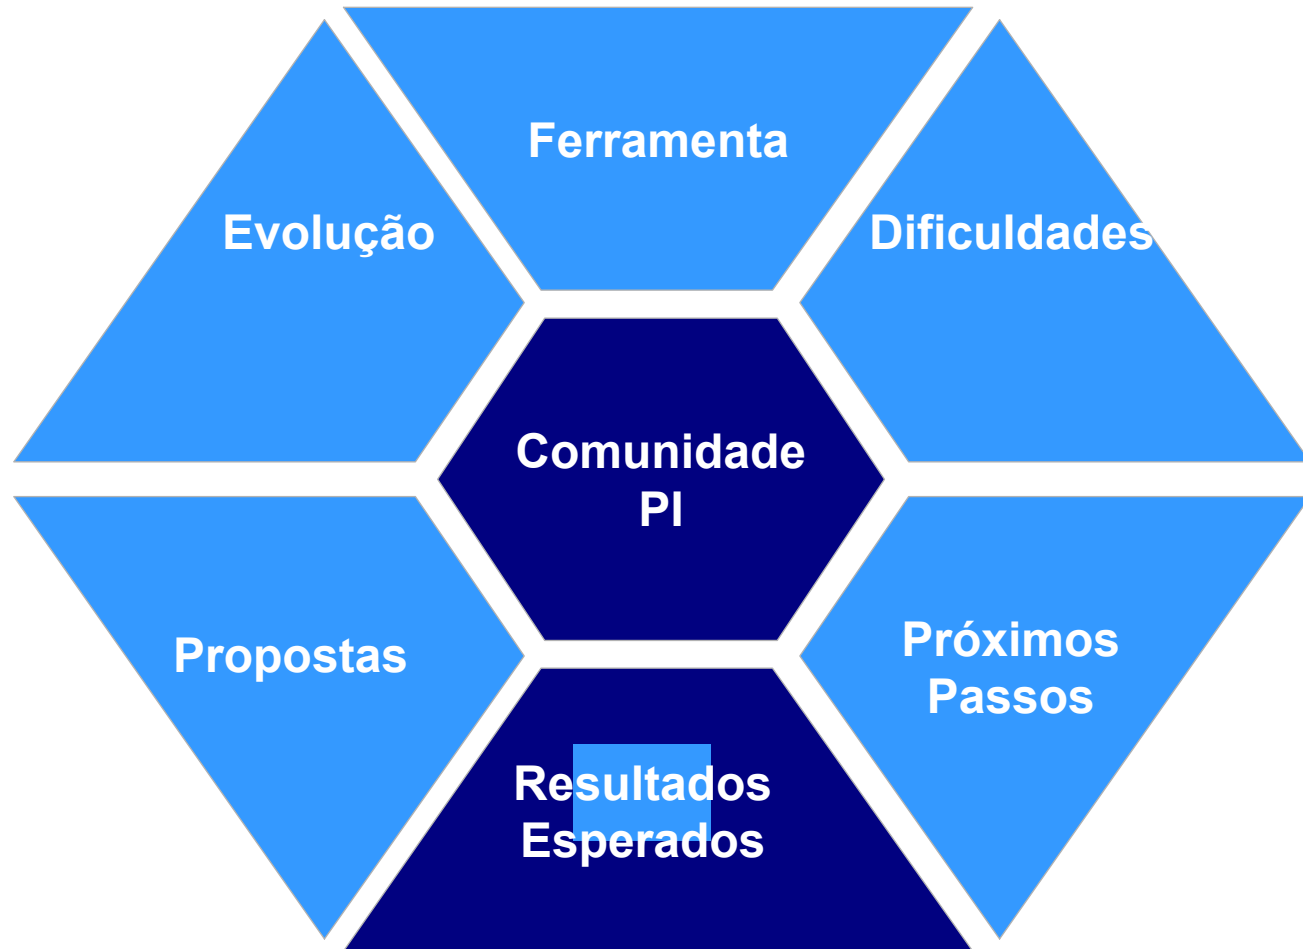 Ferramenta
Evolução
Dificuldades
Comunidade
PI
Propostas
Próximos
Passos
Resultados
Esperados